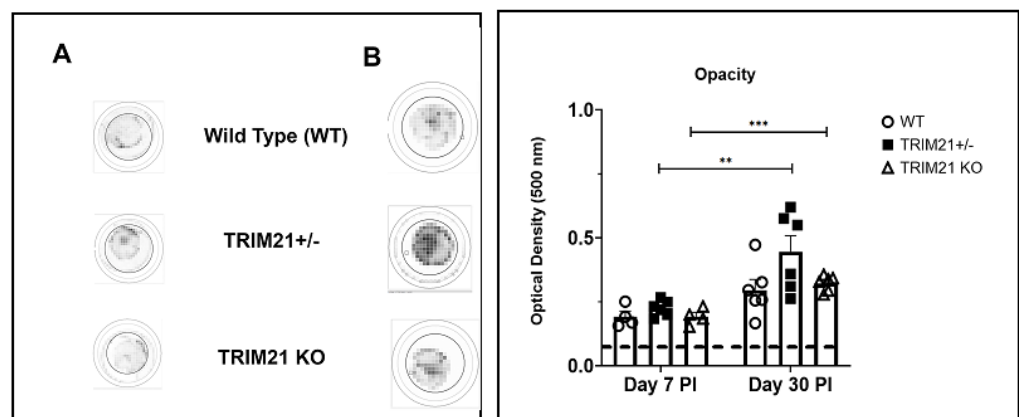 A
B
Wild Type (WT)
TRIM21+/-
TRIM21 KO
Opacity
Optical Density (500 nm)
1.0
0.5
0.0
***
**
WT
TRIM21+/-
TRIM21 KO
Day 7 PI
Day 30 PI